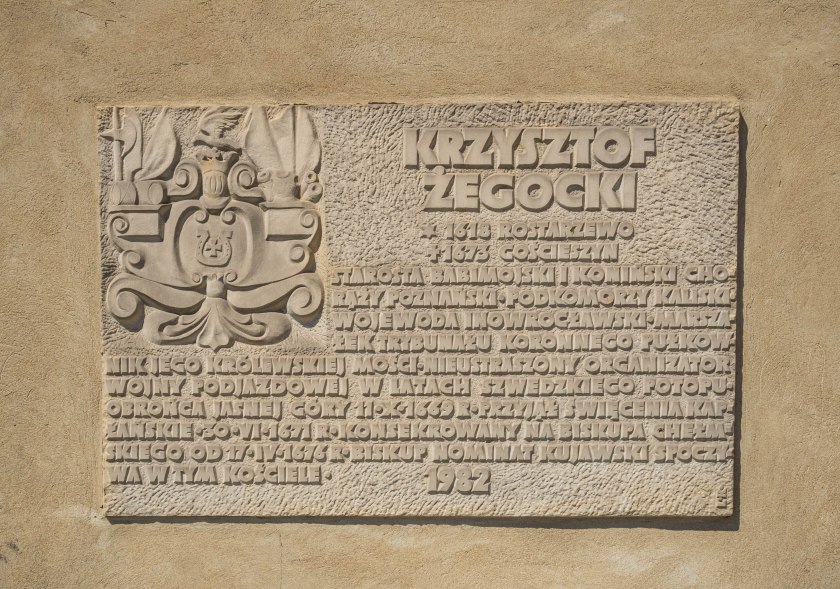 KRZYSZTOF
ŻEGOCKI
* 1618 ROSTARZEWO
+1673 GOŚCIESZYN
STAROSTA BABIMOJSKI I KONIŃSKI CHO
RĄŻY POZNAŃSKI·PODKOMORZY KALISKI·
WOJEWODA INOWROCŁAWSKI·MARSZA
ŁEK TRYBUNAŁU KORONNEGO PUŁKOW·
NIK JEGO KRÓLEWSKIEJ MOŚCI·NIEUSTRASZONY ORGANIZATOR
WOJNY PODJAZDOWEJ W LATACH SZWEDZKIEGO POTOPU·
OBROŃCA JASNEJ GÓRY 11·X·1669 R·PRZYJĄŁ ŚWIĘCENIA KAP
ŁAŃSKIE·30·VI·1671 R·KONSEKROWANY NA BISKUPA CHEŁM
SKIEGO OD 17·IV·1676 R·BISKUP NOMINAT KUJAWSKI SPOCZY·
WA W TYM KOŚCIELE·
1982